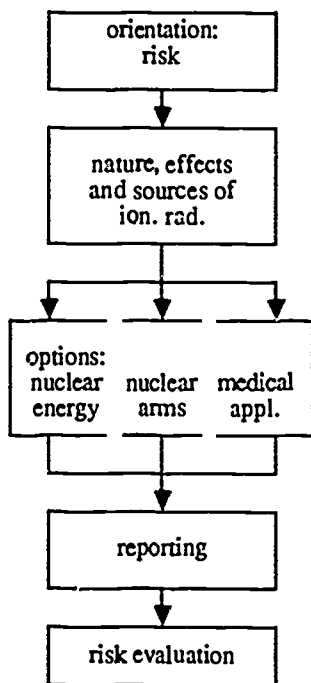 orientation:
risk
nature, effects
and sources of
ion. rad.
options:
nuclear nuclear medical
energy arms appl.
reporting
risk evaluation